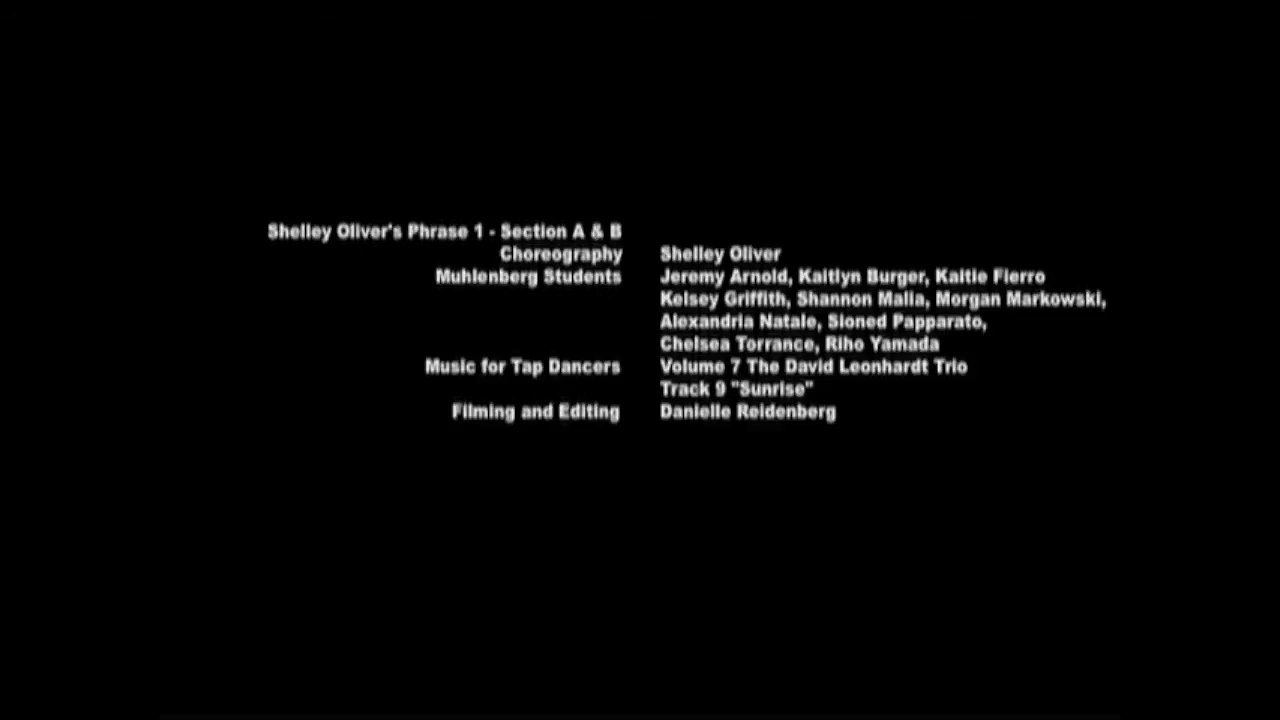 Shelley Oliver's Phrase 1 - Section A & B
Choreography Shelley Oliver
Muhlenberg Students Jeremy Arnold, Kaitlyn Burger, Kaitie Fierro
Kelsey Griffith, Shannon Malia, Morgan Markowski,
Alexandria Natale, Sioned Papparato,
Chelsea Torrance, Riho Yamada
Music for Tap Dancers Volume 7 The David Leonhardt Trio
Track 9 "Sunrise"
Filming and Editing Danielle Reidenberg